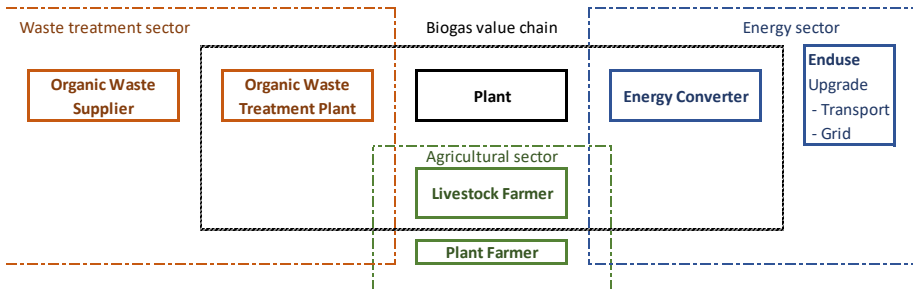 Waste treatment sector
Biogas value chain
Energy sector
Organic Waste
Supplier
Organic Waste
Treatment Plant
Plant
Energy Converter
Enduse
Upgrade
- Transport
- Grid
Agricultural sector
Livestock Farmer
Plant Farmer